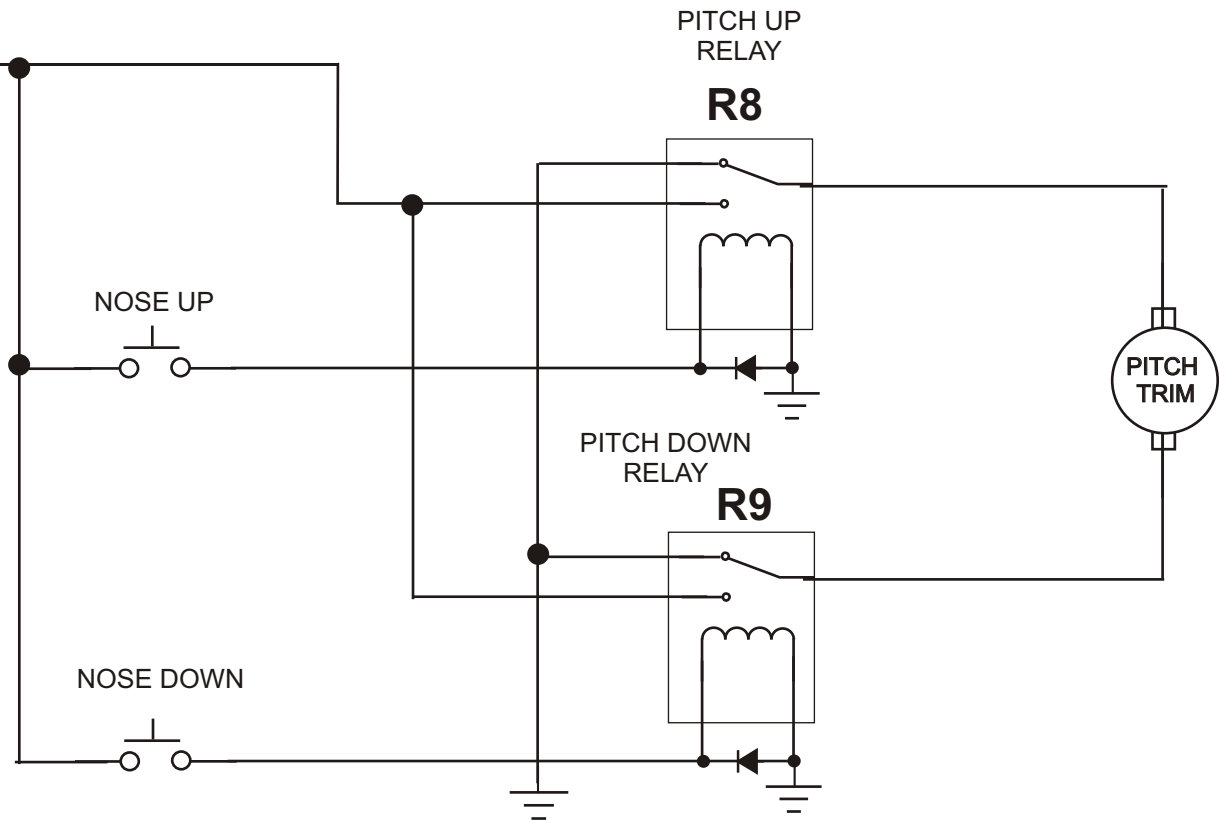 PITCH UP
RELAY
R8
NOSE UP
PITCH
TRIM
PITCH DOWN
RELAY
R9
NOSE DOWN